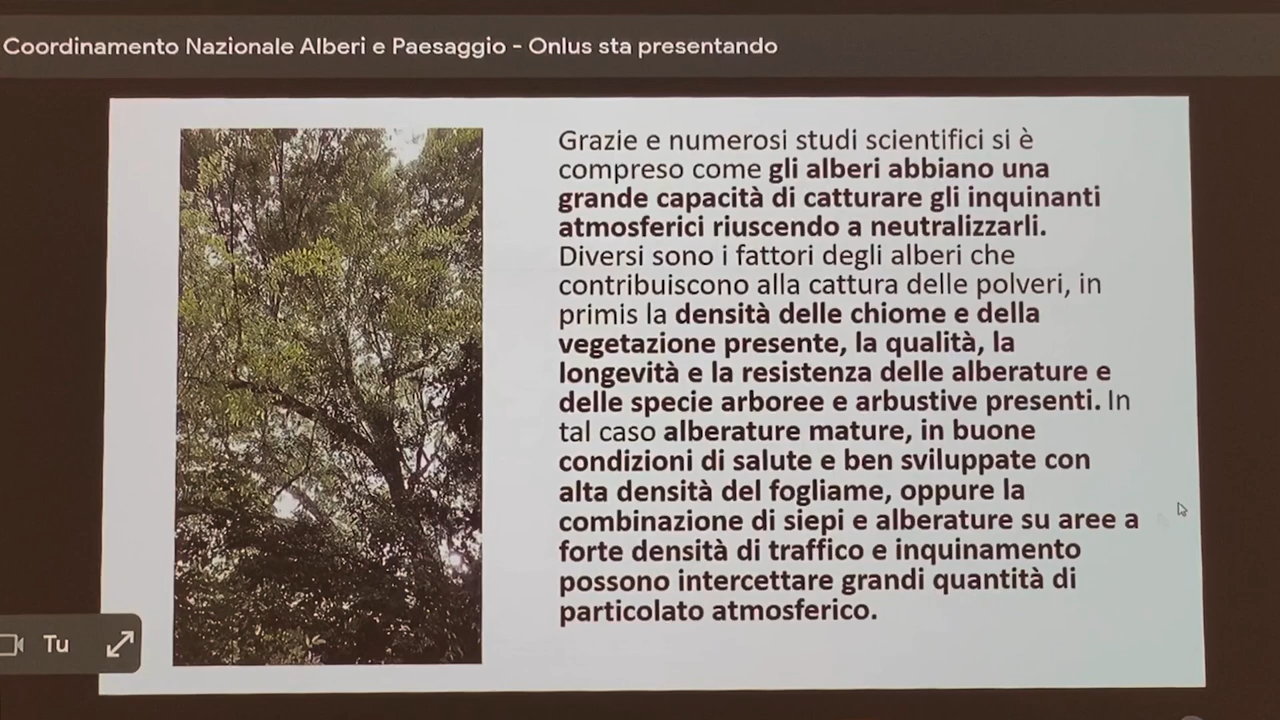 Coordinamento Nazionale Alberi e Paesaggio - Onlus sta presentando
Grazie e numerosi studi scientifici si è
compreso come gli alberi abbiano una
grande capacità di catturare gli inquinanti
atmosferici riuscendo a neutralizzarli.
Diversi sono i fattori degli alberi che
contribuiscono alla cattura delle polveri, in
primis la densità delle chiome e della
vegetazione presente, la qualità, la
longevità e la resistenza delle alberature e
delle specie arboree e arbustive presenti. In
tal caso alberature mature, in buone
condizioni di salute e ben sviluppate con
alta densità del fogliame, oppure la
combinazione di siepi e alberature su aree a
forte densità di traffico e inquinamento
possono intercettare grandi quantità di
particolato atmosferico.
Tu